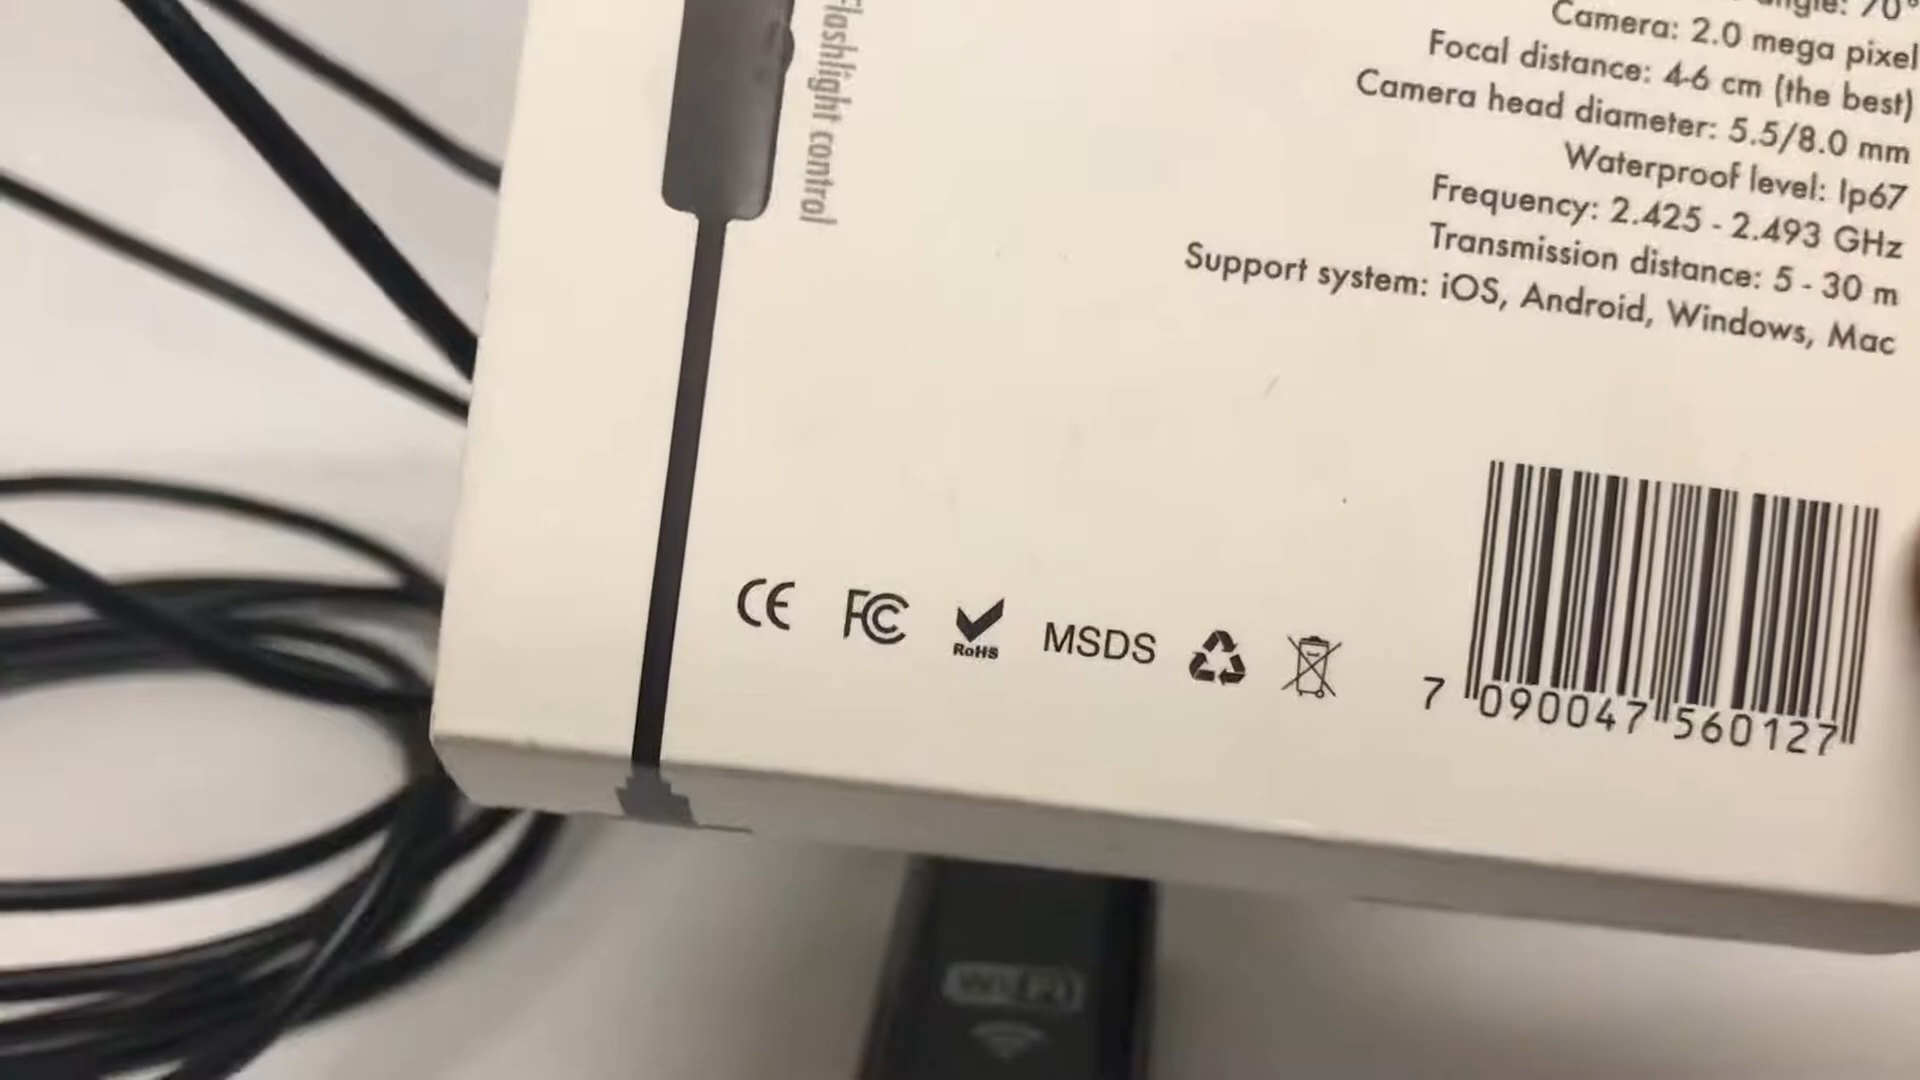 Flashlight control
angle: 70°
Camera: 2.0 mega pixel
Focal distance: 4-6 cm (the best)
Camera head diameter: 5.5/8.0 mm
Waterproof level: Ip67
Frequency: 2.425 - 2.493 GHz
Transmission distance: 5 - 30 m
Support system: iOS, Android, Windows, Mac
CE FC RoHS MSDS
7 090047 560127